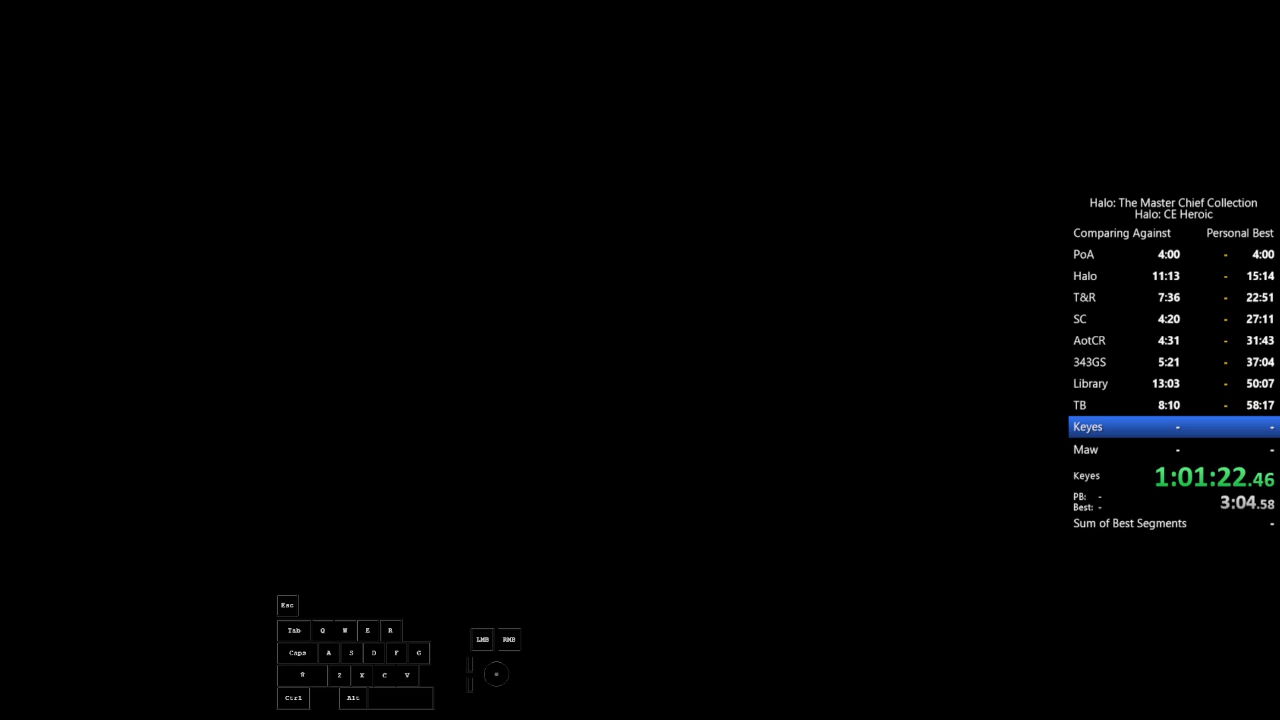 Halo: The Master Chief Collection
Halo: CE Heroic
Comparing Against Personal Best
PoA 4:00 - 4:00
Halo 11:13 - 15:14
T&R 7:36 - 22:51
SC 4:20 - 27:11
AotCR 4:31 - 31:43
343GS 5:21 - 37:04
Library 13:03 - 50:07
TB 8:10 - 58:17
Keyes - -
Maw - -
Keyes 1:01:22.46
PB: -
Best: - 3:04.58
Sum of Best Segments -
Esc
Tab Q W E R LMB RMB
Caps A S D F G
Z X C V
Ctrl Alt